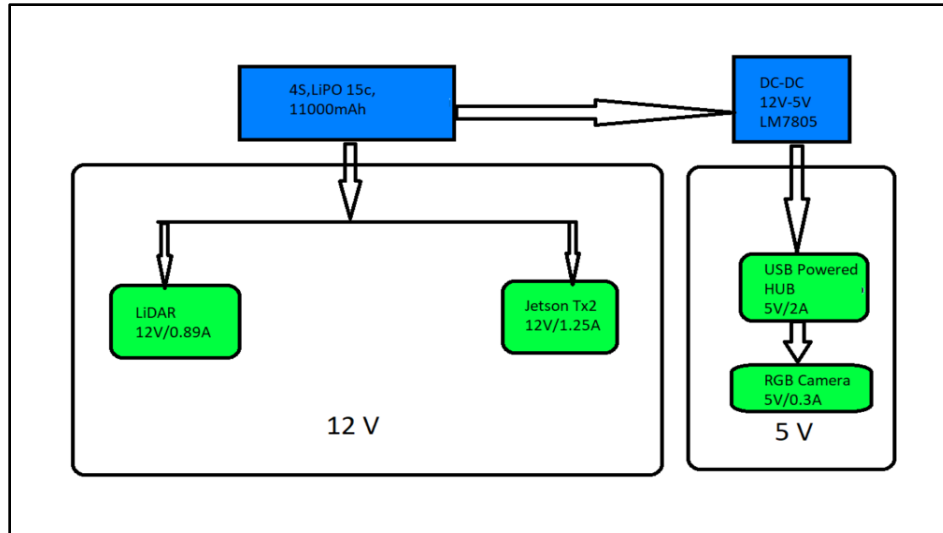 4S,LiPO 15c,
11000mAh
DC-DC
12V-5V
LM7805
LiDAR
12V/0.89A
Jetson Tx2
12V/1.25A
12 V
USB Powered
HUB
5V/2A
RGB Camera
5V/0.3A
5 V